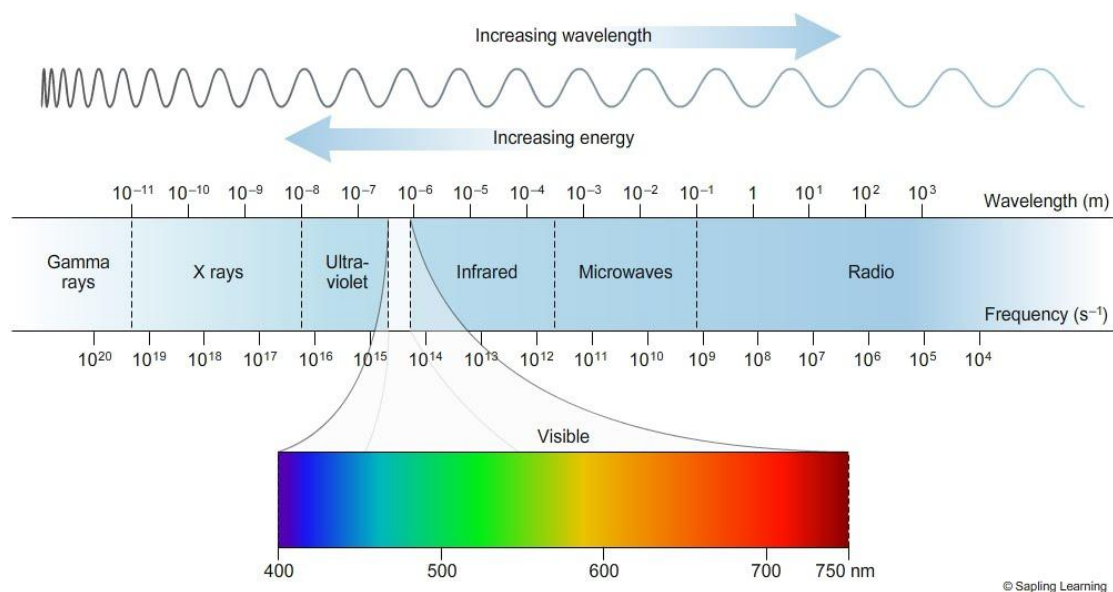 Increasing wavelength
Increasing energy
10⁻¹¹ 10⁻¹⁰ 10⁻⁹ 10⁻⁸ 10⁻⁷ 10⁻⁶ 10⁻⁵ 10⁻⁴ 10⁻³ 10⁻² 10⁻¹ 1 10¹ 10² 10³ Wavelength (m)
Gamma rays X rays Ultra-violet Infrared Microwaves Radio
Frequency (s⁻¹)
10²⁰ 10¹⁹ 10¹⁸ 10¹⁷ 10¹⁶ 10¹⁵ 10¹⁴ 10¹³ 10¹² 10¹¹ 10¹⁰ 10⁹ 10⁸ 10⁷ 10⁶ 10⁵ 10⁴
Visible
400 500 600 700 750 nm
© Sapling Learning